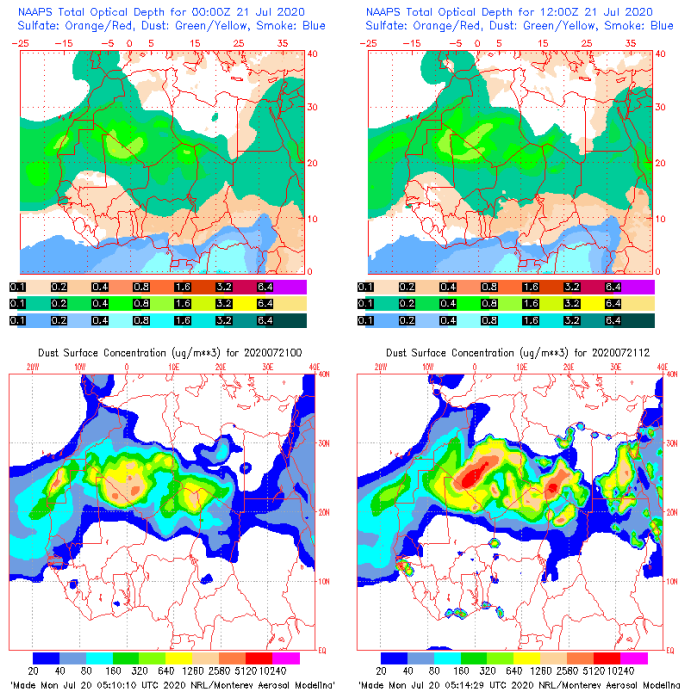 NAAPS Total Optical Depth for 00:00Z 21 Jul 2020
Sulfate: Orange/Red, Dust: Green/Yellow, Smoke: Blue
-25 -15 -5 0 5 15 25 35
40
30
20
10
0
0.1 0.2 0.4 0.8 1.6 3.2 6.4
0.1 0.2 0.4 0.8 1.6 3.2 6.4
0.1 0.2 0.4 0.8 1.6 3.2 6.4
NAAPS Total Optical Depth for 12:00Z 21 Jul 2020
Sulfate: Orange/Red, Dust: Green/Yellow, Smoke: Blue
-25 -15 -5 0 5 15 25 35
40
30
20
10
0
0.1 0.2 0.4 0.8 1.6 3.2 6.4
0.1 0.2 0.4 0.8 1.6 3.2 6.4
0.1 0.2 0.4 0.8 1.6 3.2 6.4
Dust Surface Concentration (ug/m**3) for 2020072100
20W 10W 0 10E 20E 30E 40E
40N
30N
20N
10N
EQ
20 40 80 160 320 640 1280 2560 5120 10240
'Made Mon Jul 20 05:10:10 UTC 2020 NRL/Monterey Aerosol Modeling'
Dust Surface Concentration (ug/m**3) for 2020072112
20W 10W 0 10E 20E 30E 40E
40N
30N
20N
10N
EQ
20 40 80 160 320 640 1280 2560 5120 10240
'Made Mon Jul 20 05:14:29 UTC 2020 NRL/Monterey Aerosol Modeling'